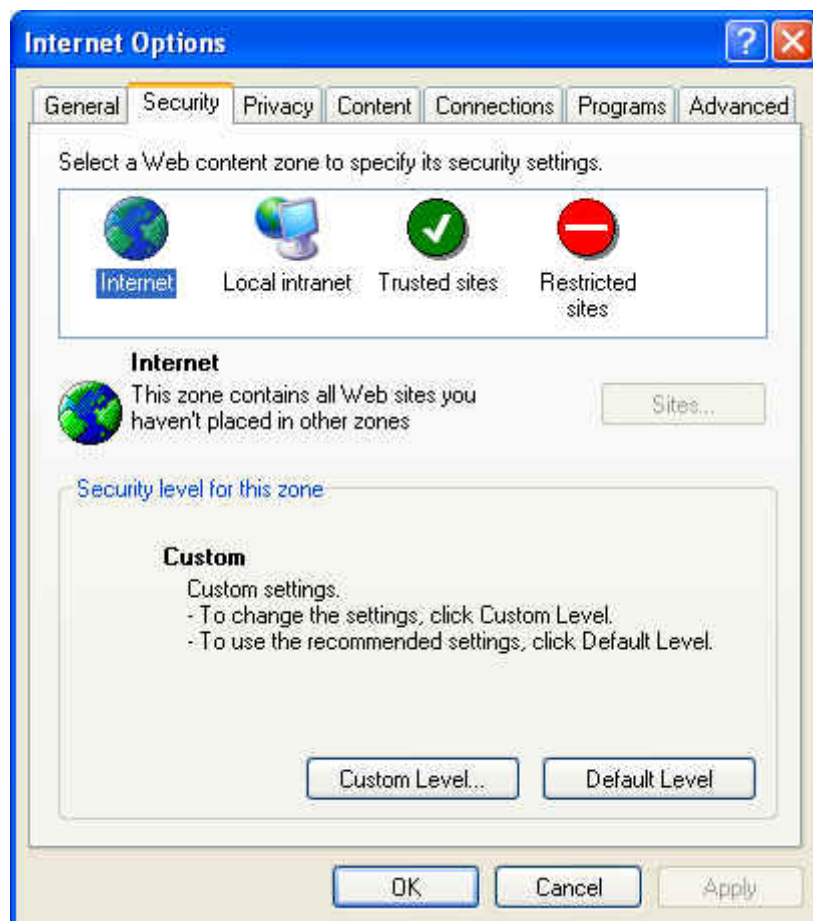 Internet Options
General Security Privacy Content Connections Programs Advanced
Select a Web content zone to specify its security settings.
Internet Local intranet Trusted sites Restricted sites
Internet
This zone contains all Web sites you
haven't placed in other zones
Sites...
Security level for this zone
Custom
Custom settings.
- To change the settings, click Custom Level.
- To use the recommended settings, click Default Level.
Custom Level... Default Level
OK Cancel Apply